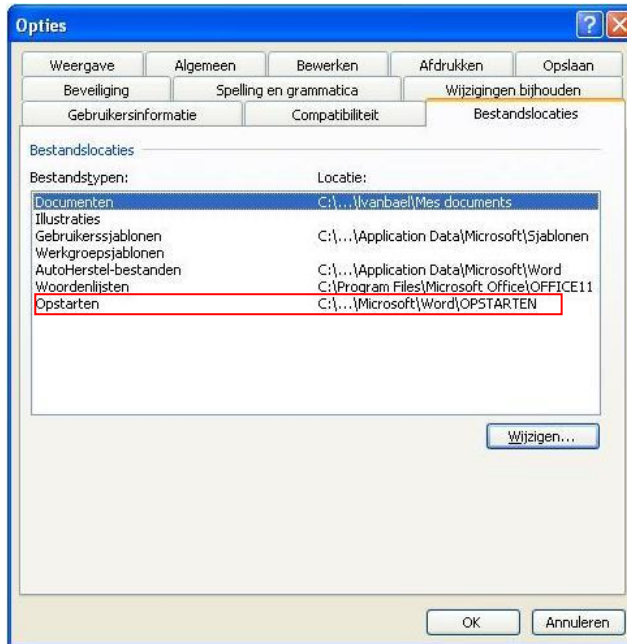 Opties
Weergave Algemeen Bewerken Afdrukken Opslaan
Beveiliging Spelling en grammatica Wijzigingen bijhouden
Gebruikersinformatie Compatibiliteit Bestandslocaties
Bestandslocaties
Bestandstypen: Locatie:
Documenten C:\...\lvanbael\Mes documents
Illustraties
Gebruikerssjablonen C:\...\Application Data\Microsoft\Sjablonen
Werkgroepsjablonen
AutoHerstel-bestanden C:\...\Application Data\Microsoft\Word
Woordenlijsten C:\Program Files\Microsoft Office\OFFICE11
Opstarten C:\...\Microsoft\Word\OPSTARTEN
Wijzigen...
OK Annuleren